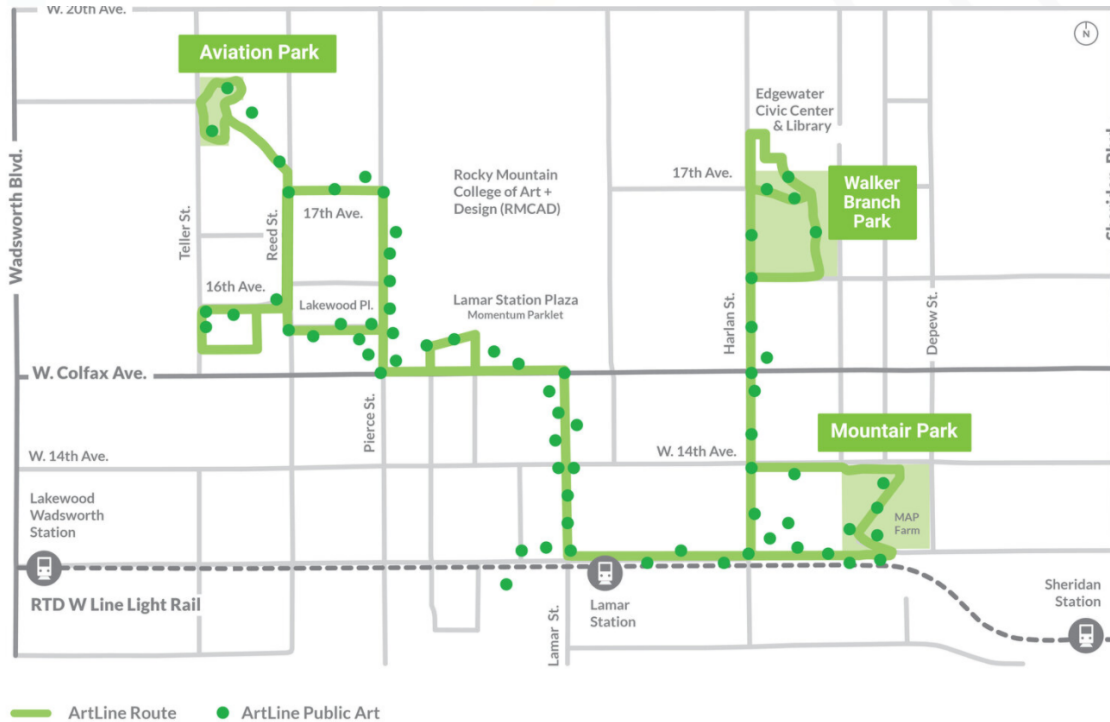 W. 20th Ave.
N
Aviation Park
Edgewater
Civic Center
& Library
Wadsworth Blvd.
Teller St.
Reed St.
17th Ave.
Rocky Mountain
College of Art +
Design (RMCAD)
17th Ave.
Walker
Branch
Park
16th Ave.
Lakewood Pl.
Lamar Station Plaza
Momentum Parklet
Harlan St.
Depew St.
W. Colfax Ave.
Pierce St.
Mountair Park
W. 14th Ave.
W. 14th Ave.
MAP
Farm
Lakewood
Wadsworth
Station
RTD W Line Light Rail
Lamar
Station
Lamar St.
Sheridan
Station
ArtLine Route
ArtLine Public Art